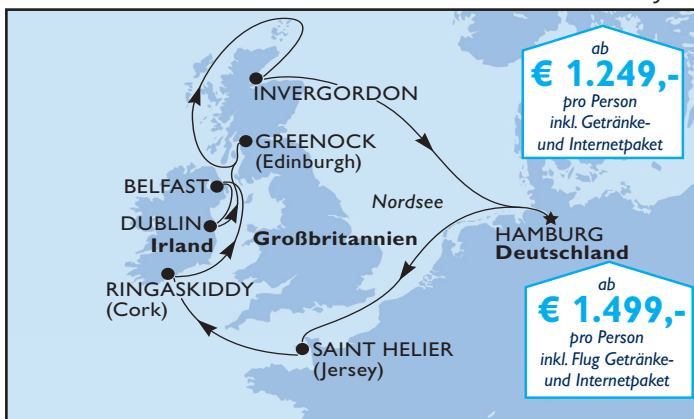 ab
€ 1.249,-
pro Person
inkl. Getränke-
und Internetpaket
INVERGORDON
GREENOCK
(Edinburgh)
BELFAST
Nordsee
DUBLIN
Irland
Großbritannien
HAMBURG
Deutschland
RINGASKIDDY
(Cork)
SAINT HELIER
(Jersey)
ab
€ 1.499,-
pro Person
inkl. Flug Getränke-
und Internetpaket